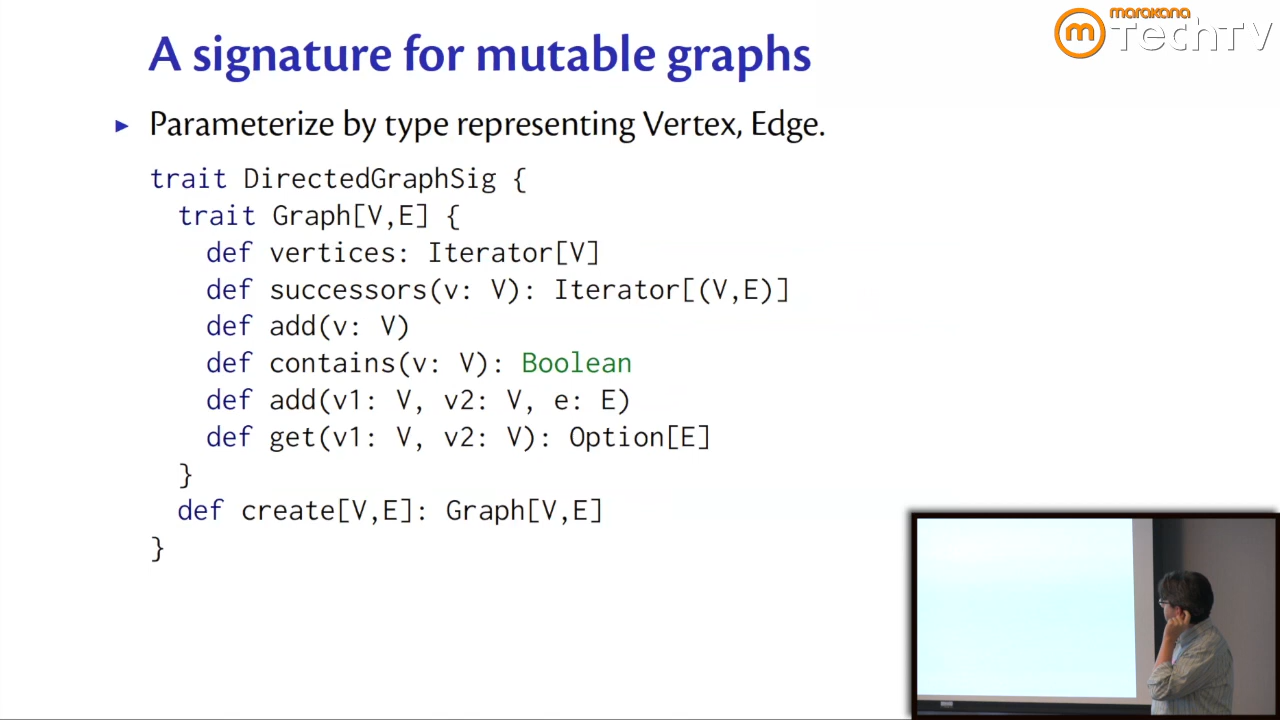 marakana
TechTV
A signature for mutable graphs
Parameterize by type representing Vertex, Edge.
trait DirectedGraphSig {
trait Graph[V,E] {
def vertices: Iterator[V]
def successors(v: V): Iterator[(V,E)]
def add(v: V)
def contains(v: V): Boolean
def add(v1: V, v2: V, e: E)
def get(v1: V, v2: V): Option[E]
}
def create[V,E]: Graph[V,E]
}